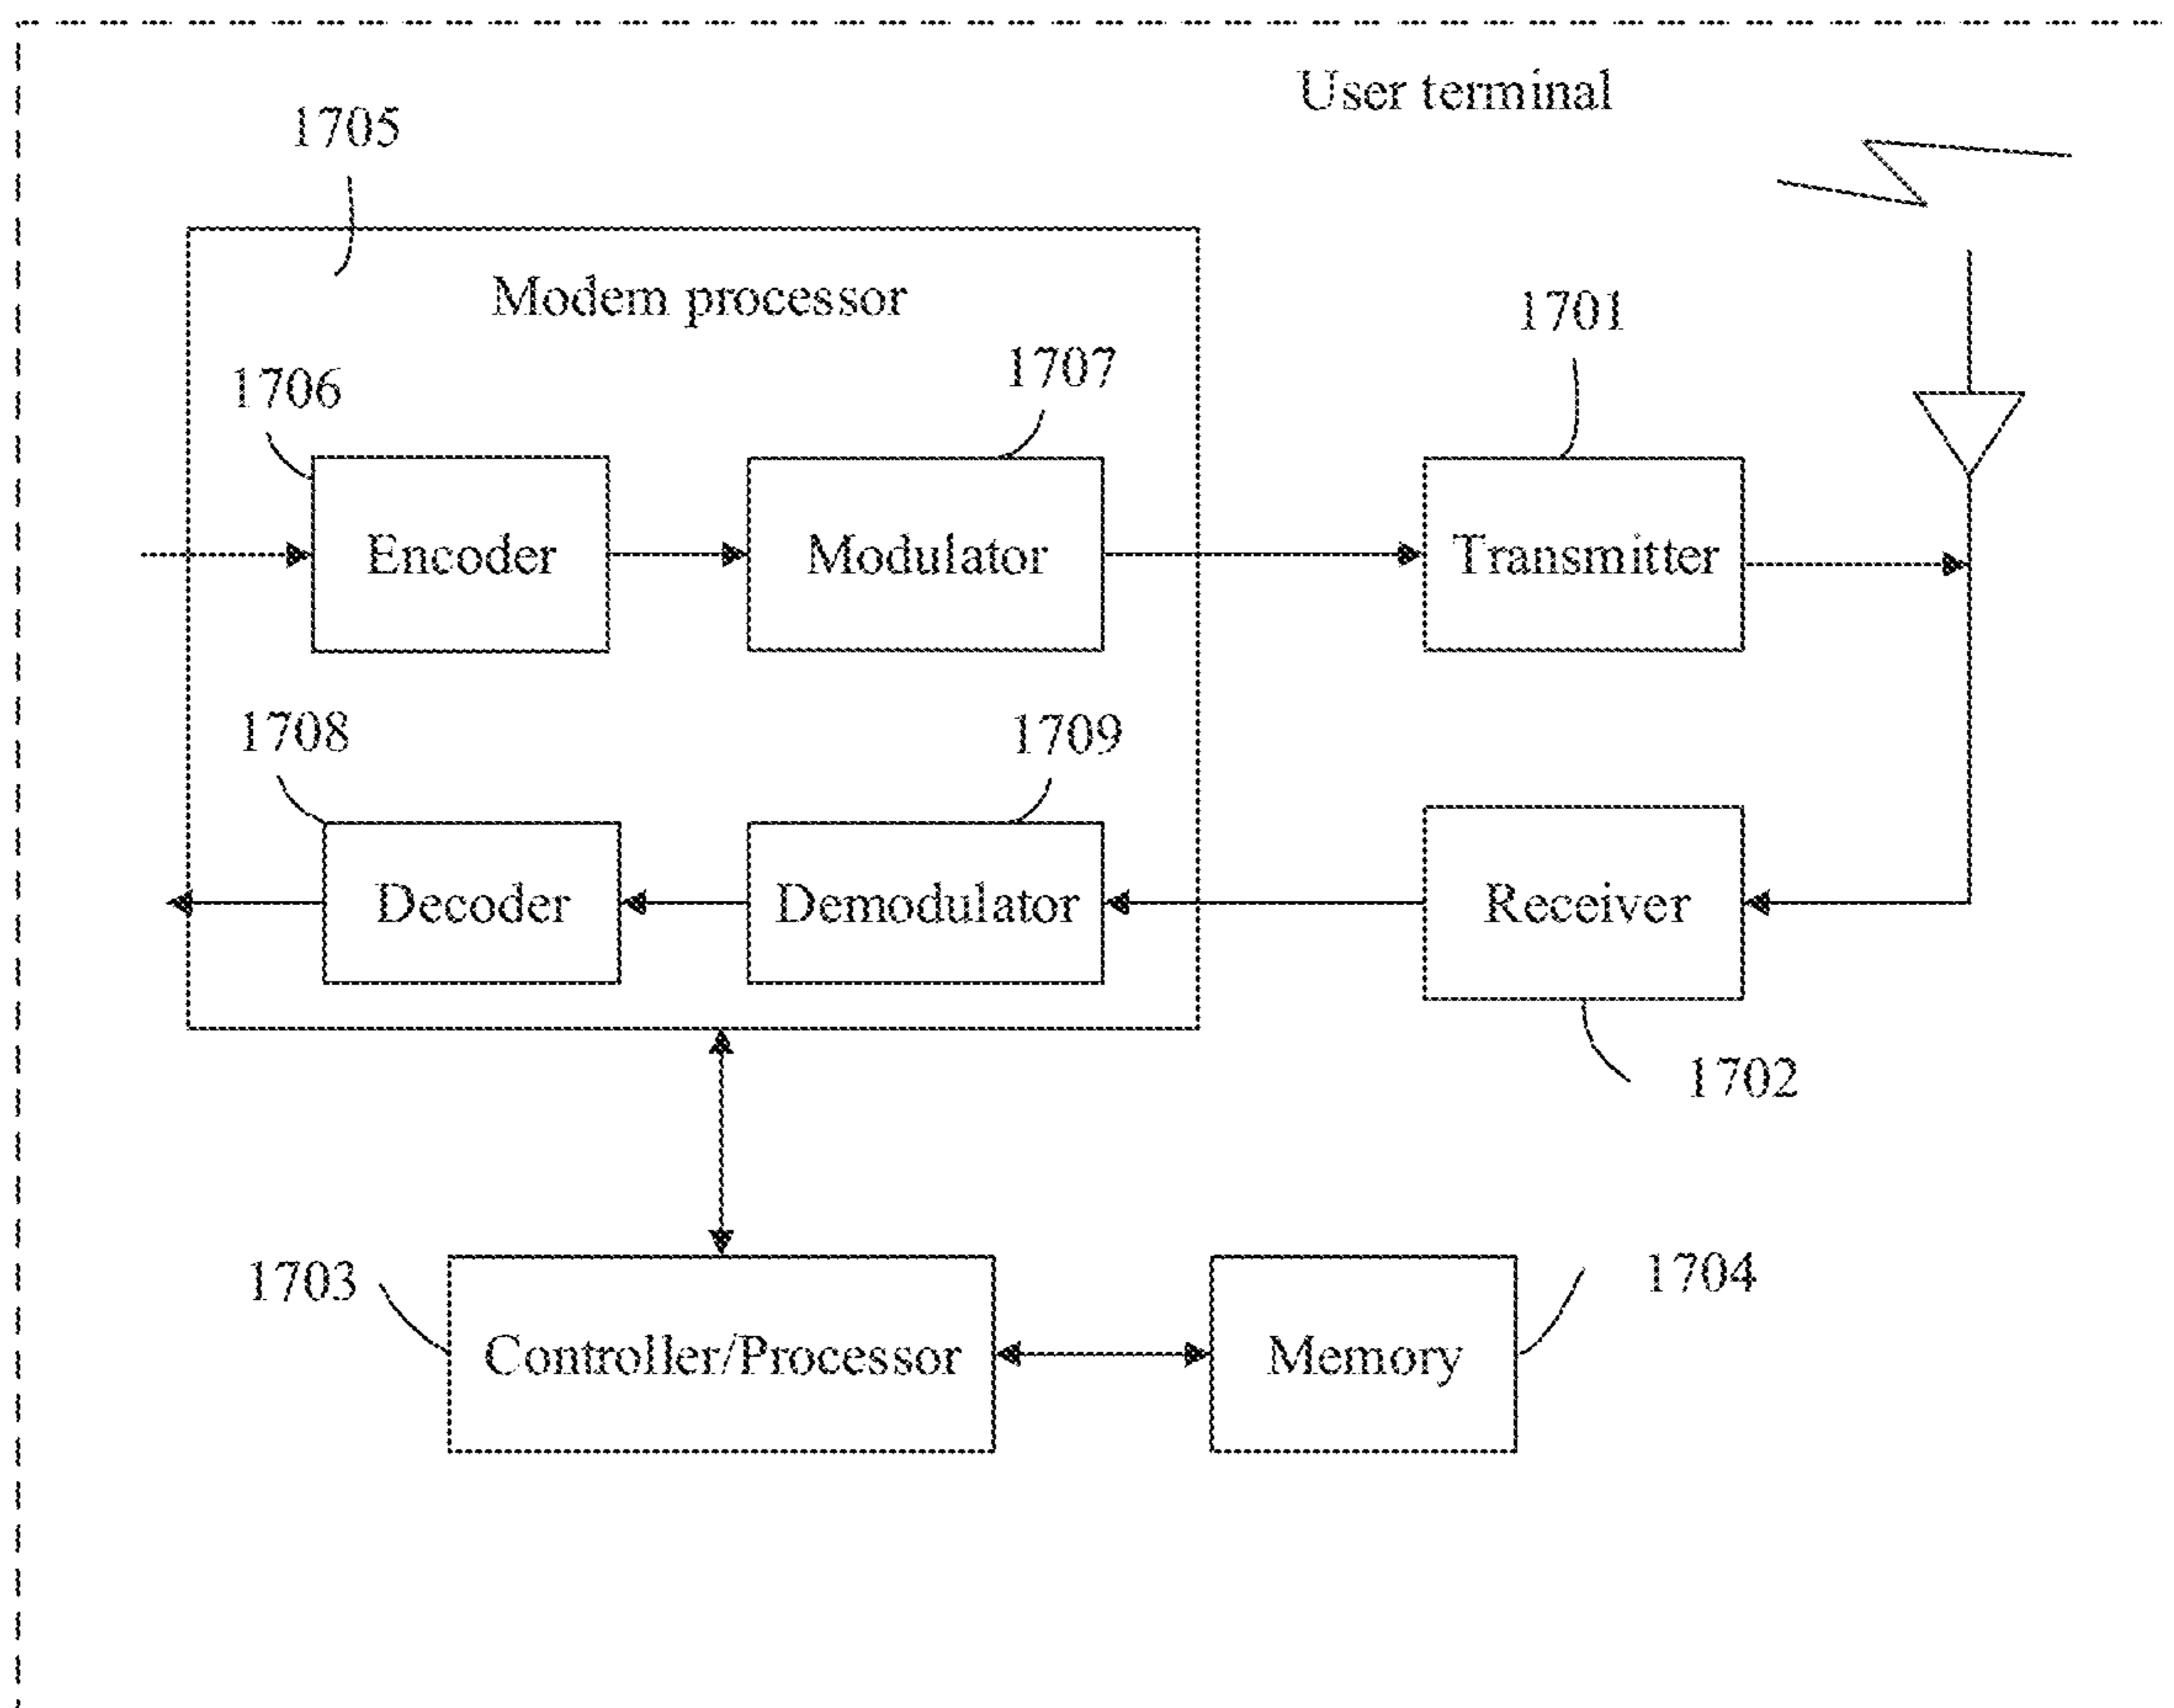 User terminal
1705
Modem processor
1701
1706
1707
Encoder
Modulator
Transmitter
1708
1709
Decoder
Demodulator
Receiver
1702
1703
1704
Controller/Processor
Memory